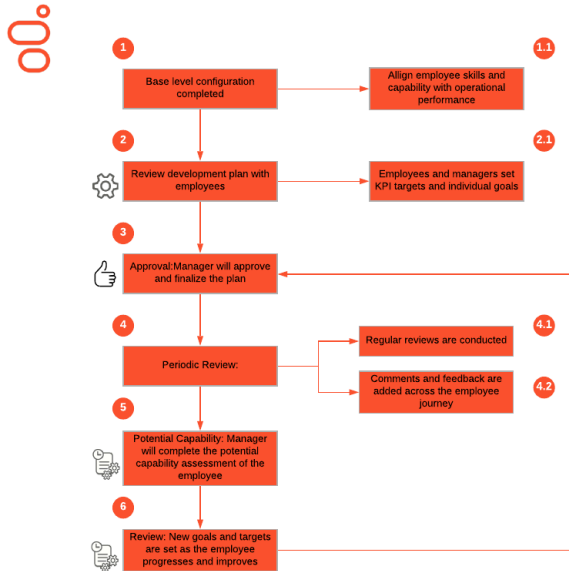 1
1.1
Base level configuration
completed
Allign employee skills and
capability with operational
performance
2
2.1
Review development plan with
employees
Employees and managers set
KPI targets and individual goals
3
Approval:Manager will approve
and finalize the plan
4
4.1
Periodic Review:
Regular reviews are conducted
4.2
Comments and feedback are
added across the employee
journey
5
Potential Capability: Manager
will complete the potential
capability assessment of the
employee
6
Review: New goals and targets
are set as the employee
progresses and improves